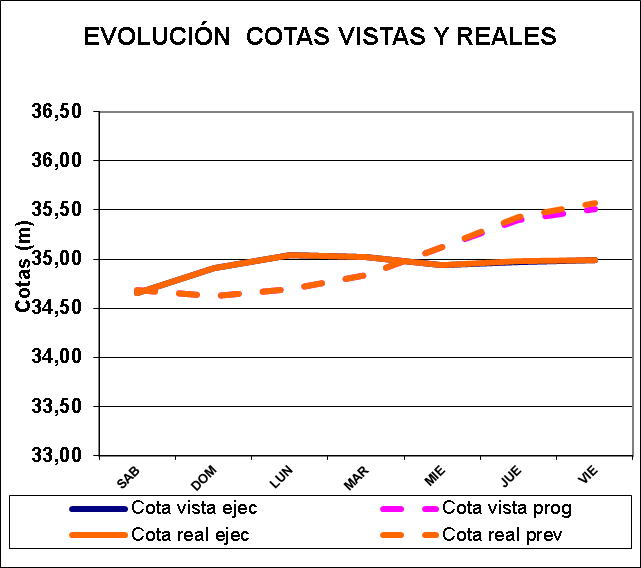 EVOLUCIÓN  COTAS VISTAS Y REALES
36,50
36,00
35,50
35,00
34,50
34,00
33,50
33,00
Cotas (m)
SAB DOM LUN MAR MIE JUE VIE
Cota vista ejec Cota vista prog
Cota real ejec Cota real prev